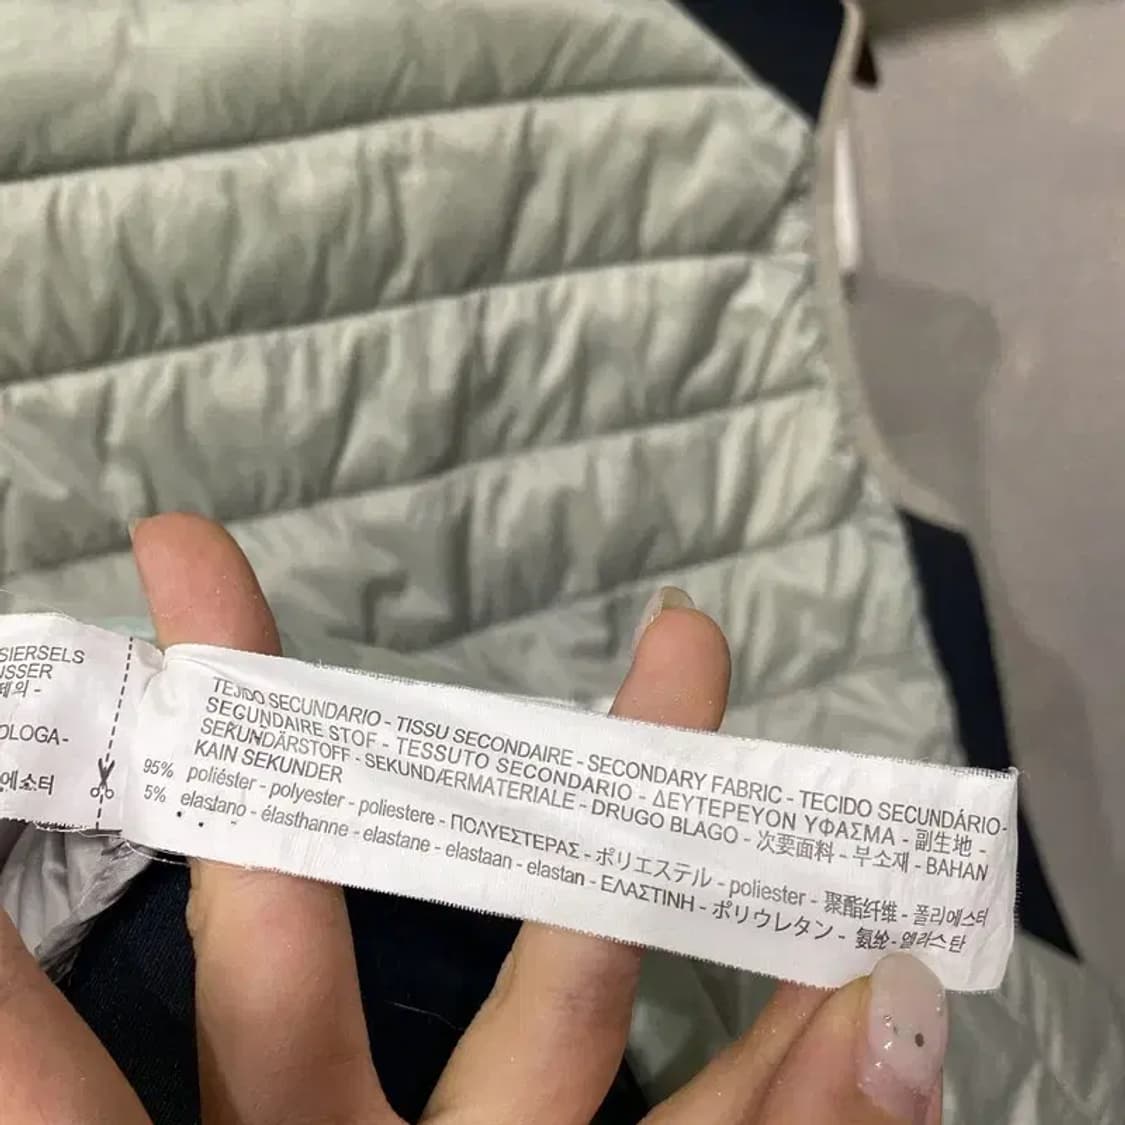 SIERSELS
USSER
제외 -
OLOGA-
에스터
TEJIDO SECUNDARIO - TISSU SECONDAIRE - SECONDARY FABRIC - TECIDO SECUNDÁRIO-
SECUNDAIRE STOF - TESSUTO SECONDARIO - ΔΕΥΤΕΡΕΥΟΝ ΥΦΑΣΜΑ - 副生地 -
SEKUNDÄRSTOFF - SEKUNDÆRMATERIALE - DRUGO BLAGO - 次要面料 - 부소재 - BAHAN
KAIN SEKUNDER
95% poliéster - polyester - poliestere - ΠΟΛΥΕΣΤΕΡΑΣ - ポリエステル - poliester - 聚酯纤维 - 폴리에스터
5% elastano - élasthanne - elastane - elastaan - elastan - ΕΛΑΣΤΙΝΗ - ポリウレタン - 氨纶 - 엘라스탄